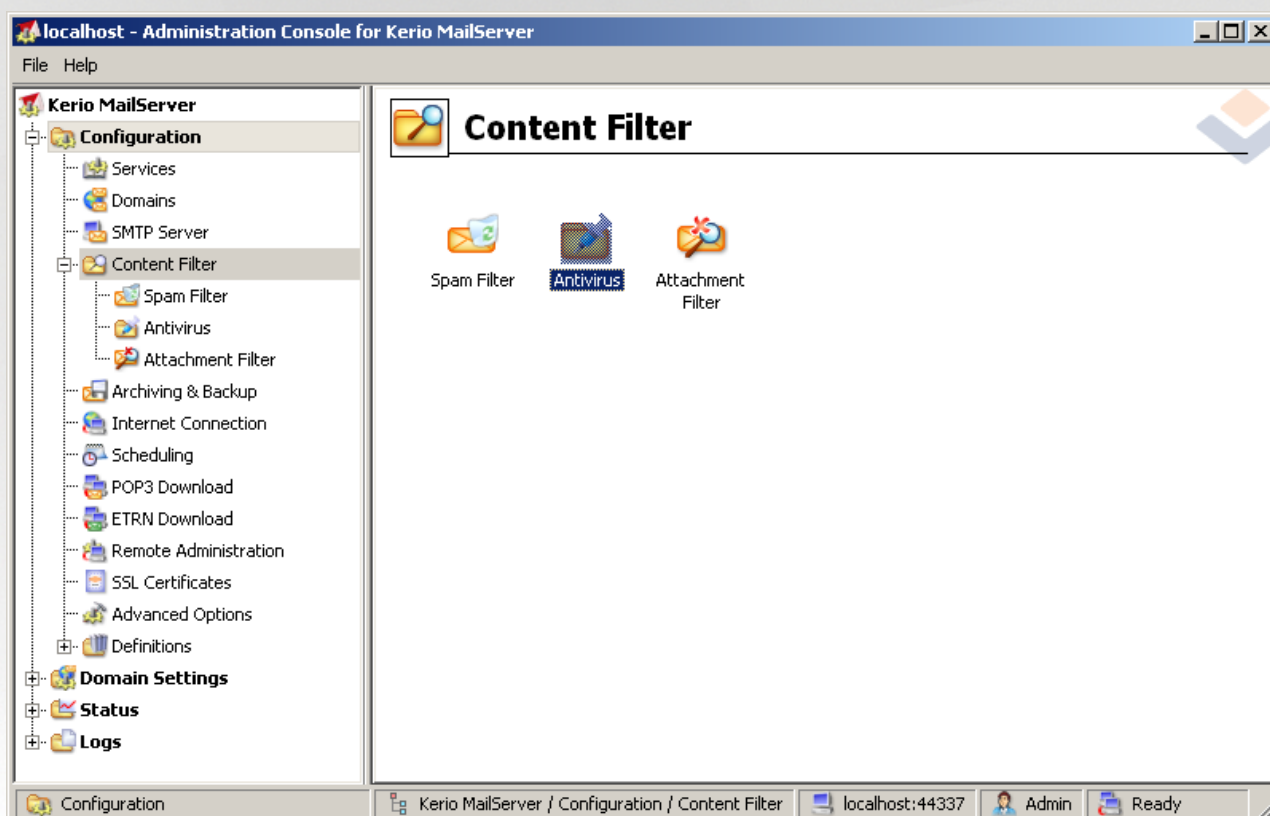 localhost - Administration Console for Kerio MailServer
File Help
Kerio MailServer
Configuration
Services
Domains
SMTP Server
Content Filter
Spam Filter
Antivirus
Attachment Filter
Archiving & Backup
Internet Connection
Scheduling
POP3 Download
ETRN Download
Remote Administration
SSL Certificates
Advanced Options
Definitions
Domain Settings
Status
Logs
Content Filter
Spam Filter
Antivirus
Attachment
Filter
Configuration
Kerio MailServer / Configuration / Content Filter
localhost:44337
Admin
Ready